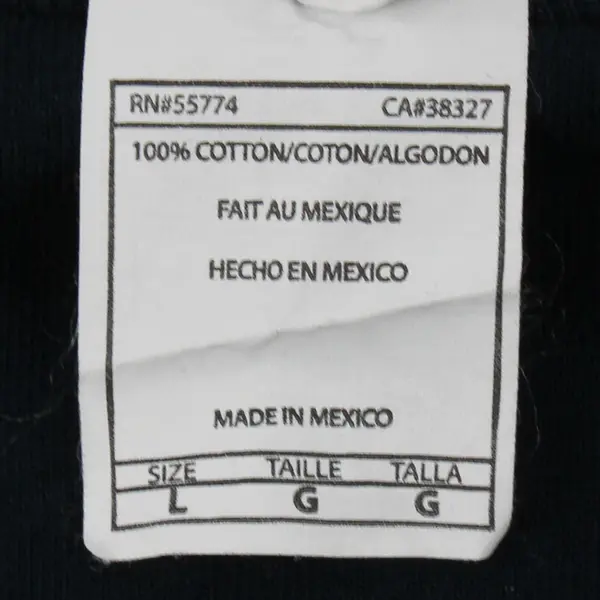 RN#55774 CA#38327
100% COTTON/COTON/ALGODON
FAIT AU MEXIQUE
HECHO EN MEXICO
MADE IN MEXICO
SIZE TAILLE TALLA
L G G